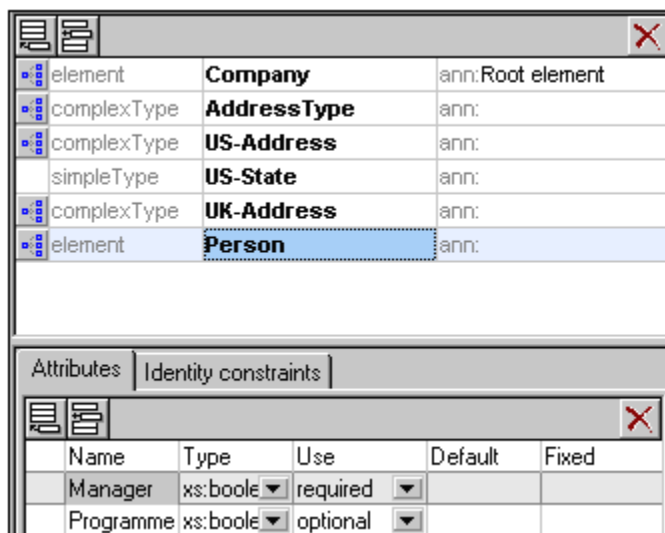 element Company ann:Root element
complexType AddressType ann:
complexType US-Address ann:
simpleType US-State ann:
complexType UK-Address ann:
element Person ann:
Attributes Identity constraints
Name Type Use Default Fixed
Manager xs:boole required
Programme xs:boole optional